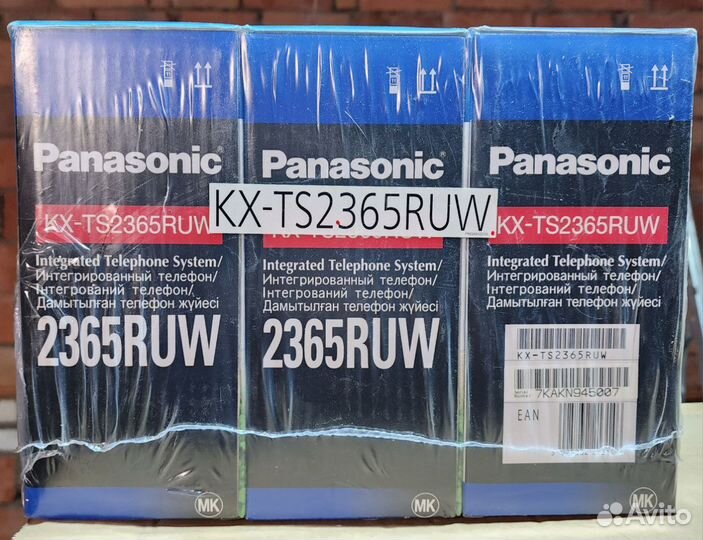 Panasonic
KX-TS2365RUW
Integrated Telephone System/
Интегрированный телефон/
Інтегрований телефон/
Дамытылған телефон жүйесі
2365RUW
MK
Panasonic
KX-TS2365RUW
Integrated Telephone System/
Интегрированный телефон/
Інтегрований телефон/
Дамытылған телефон жүйесі
2365RUW
MK
Panasonic
KX-TS2365RUW
Integrated Telephone System/
Интегрированный телефон/
Інтегрований телефон/
Дамытылған телефон жүйесі
KX-TS2365RUW
Serial
Number
7KAKN945007
EAN
MK
Avito